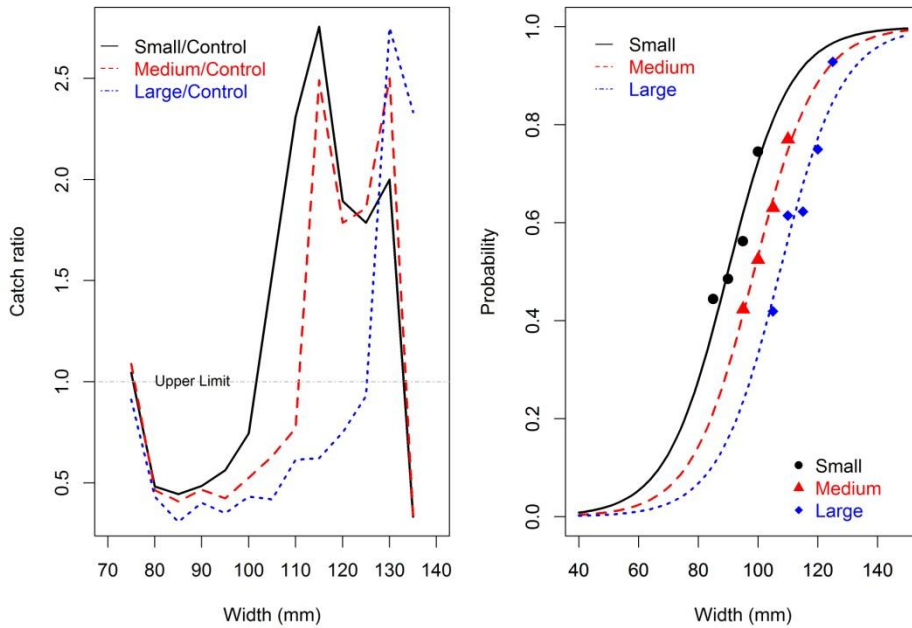 Small/Control
Medium/Control
Large/Control
Upper Limit
Catch ratio
0.5
1.0
1.5
2.0
2.5
70 80 90 100 110 120 130 140
Width (mm)
Small
Medium
Large
Probability
0.0
0.2
0.4
0.6
0.8
1.0
Small
Medium
Large
40 60 80 100 120 140
Width (mm)